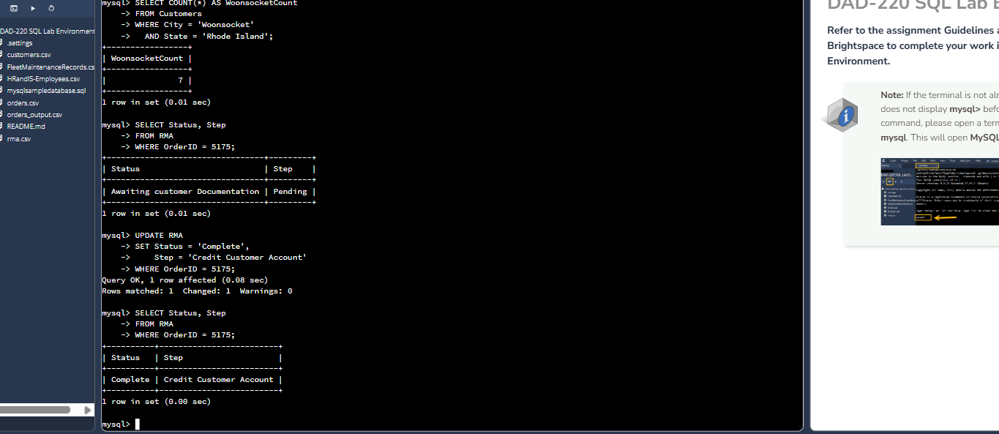 DAD-220 SQL Lab Environment
.settings
customers.csv
FleetMaintenanceRecords.cs
HRandIS-Employees.csv
mysqlsampledatabase.sql
orders.csv
orders_output.csv
README.md
rma.csv
mysql> SELECT COUNT(*) AS WoonsocketCount
    -> FROM Customers
    -> WHERE City = 'Woonsocket'
    ->   AND State = 'Rhode Island';
+-----------------+
| WoonsocketCount |
+-----------------+
|               7 |
+-----------------+
1 row in set (0.01 sec)
mysql> SELECT Status, Step
    -> FROM RMA
    -> WHERE OrderID = 5175;
+---------------------------------+---------+
| Status                          | Step    |
+---------------------------------+---------+
| Awaiting customer Documentation | Pending |
+---------------------------------+---------+
1 row in set (0.01 sec)
mysql> UPDATE RMA
    -> SET Status = 'Complete',
    ->     Step = 'Credit Customer Account'
    -> WHERE OrderID = 5175;
Query OK, 1 row affected (0.08 sec)
Rows matched: 1  Changed: 1  Warnings: 0
mysql> SELECT Status, Step
    -> FROM RMA
    -> WHERE OrderID = 5175;
+----------+-------------------------+
| Status   | Step                    |
+----------+-------------------------+
| Complete | Credit Customer Account |
+----------+-------------------------+
1 row in set (0.00 sec)
mysql>
DAD-220 SQL Lab E
Refer to the assignment Guidelines a
Brightspace to complete your work i
Environment.
Note: If the terminal is not alr
does not display mysql> befo
command, please open a tern
mysql. This will open MySQL